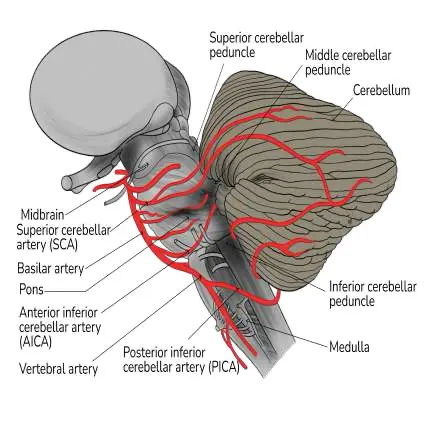 Superior cerebellar
peduncle
Middle cerebellar
peduncle
Cerebellum
Midbrain
Superior cerebellar
artery (SCA)
Basilar artery
Pons
Anterior inferior
cerebellar artery
(AICA)
Vertebral artery
Posterior inferior
cerebellar artery (PICA)
Inferior cerebellar
peduncle
Medulla